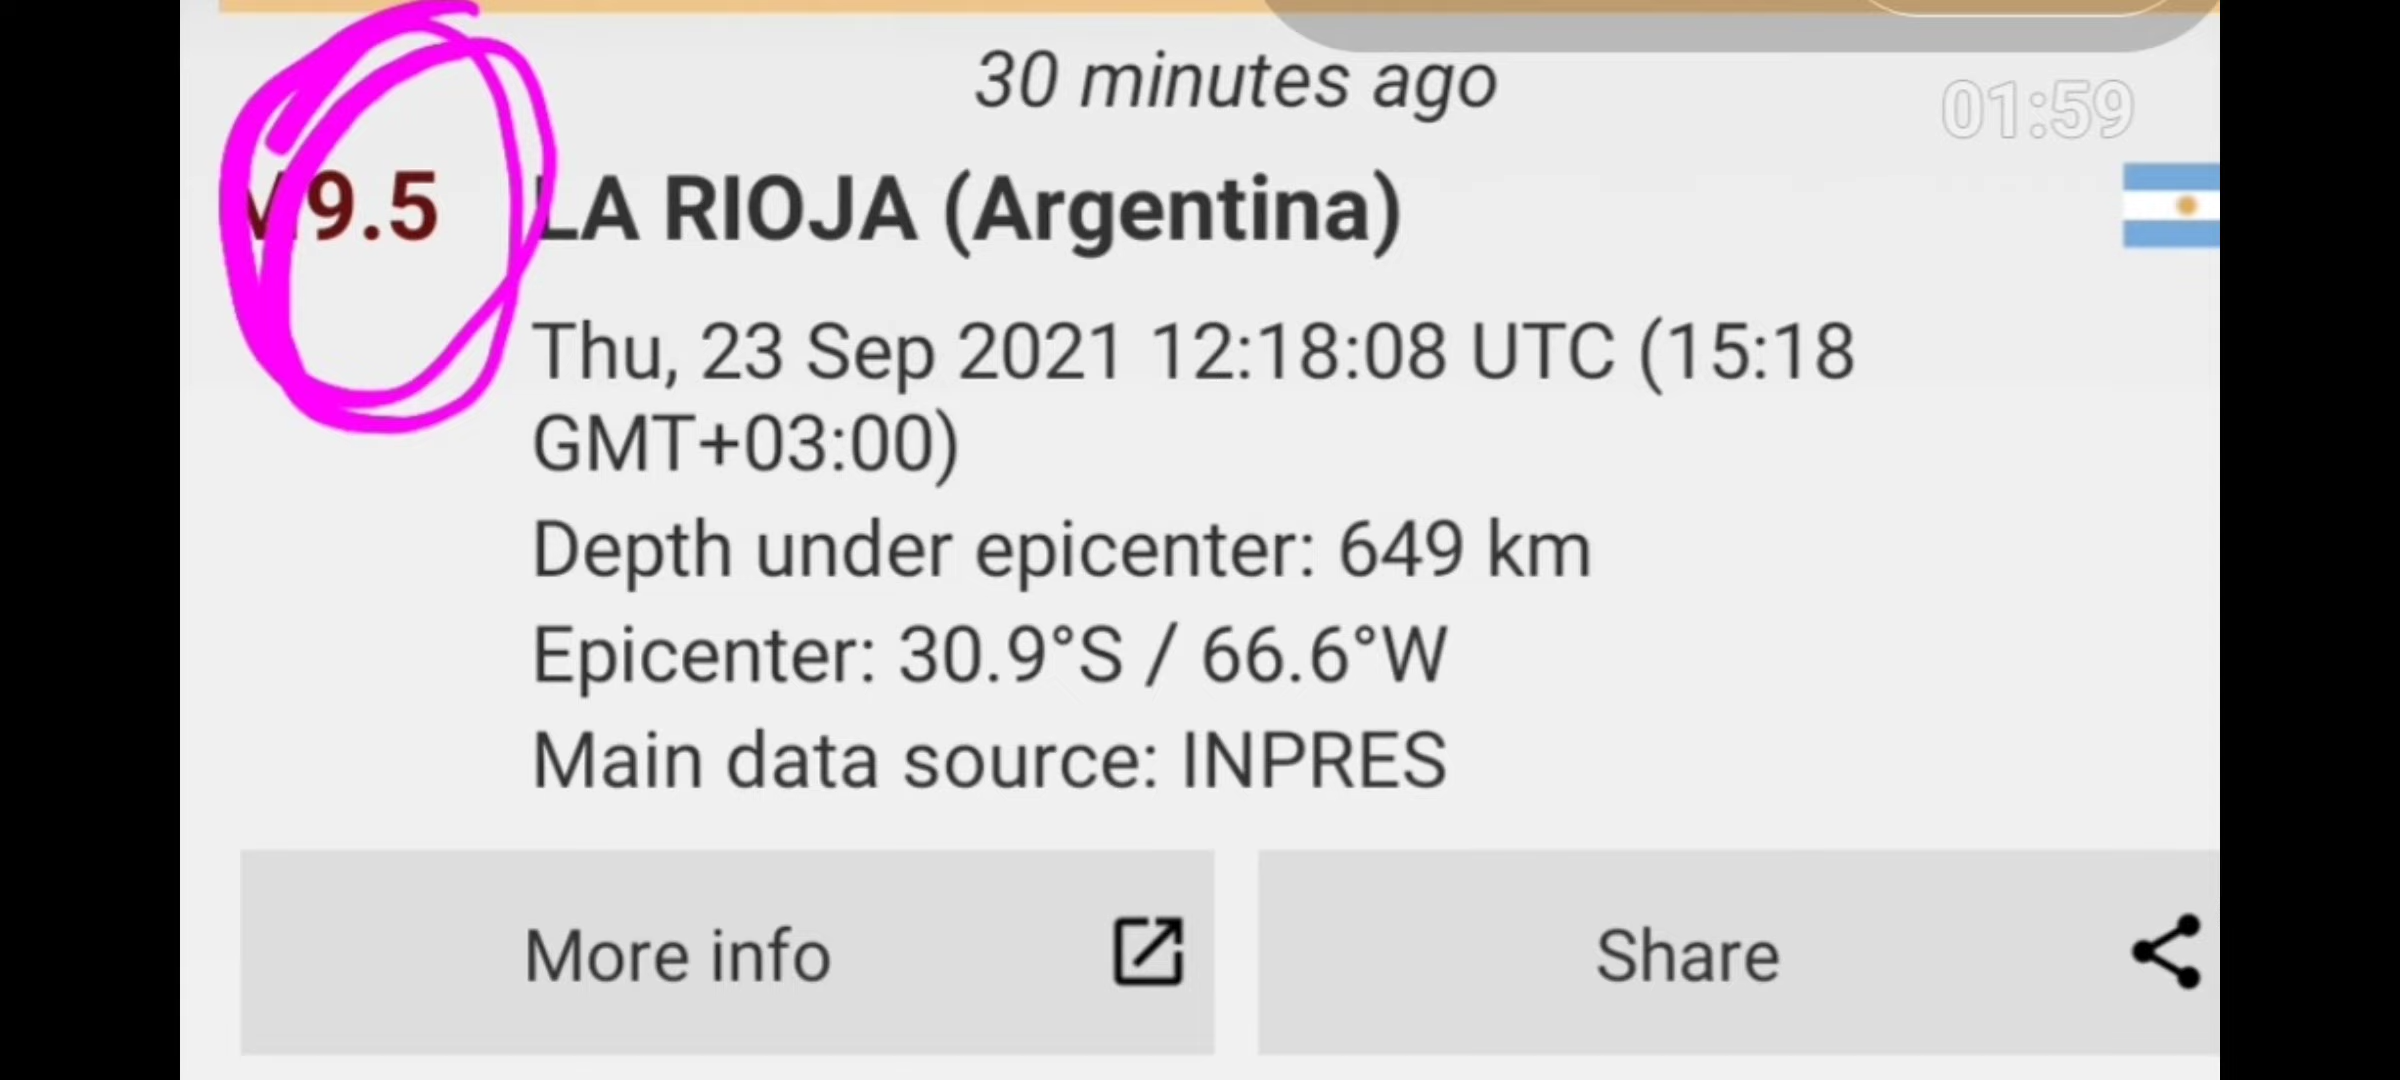 30 minutes ago
01:59
M9.5 LA RIOJA (Argentina)
Thu, 23 Sep 2021 12:18:08 UTC (15:18
GMT+03:00)
Depth under epicenter: 649 km
Epicenter: 30.9°S / 66.6°W
Main data source: INPRES
More info
Share